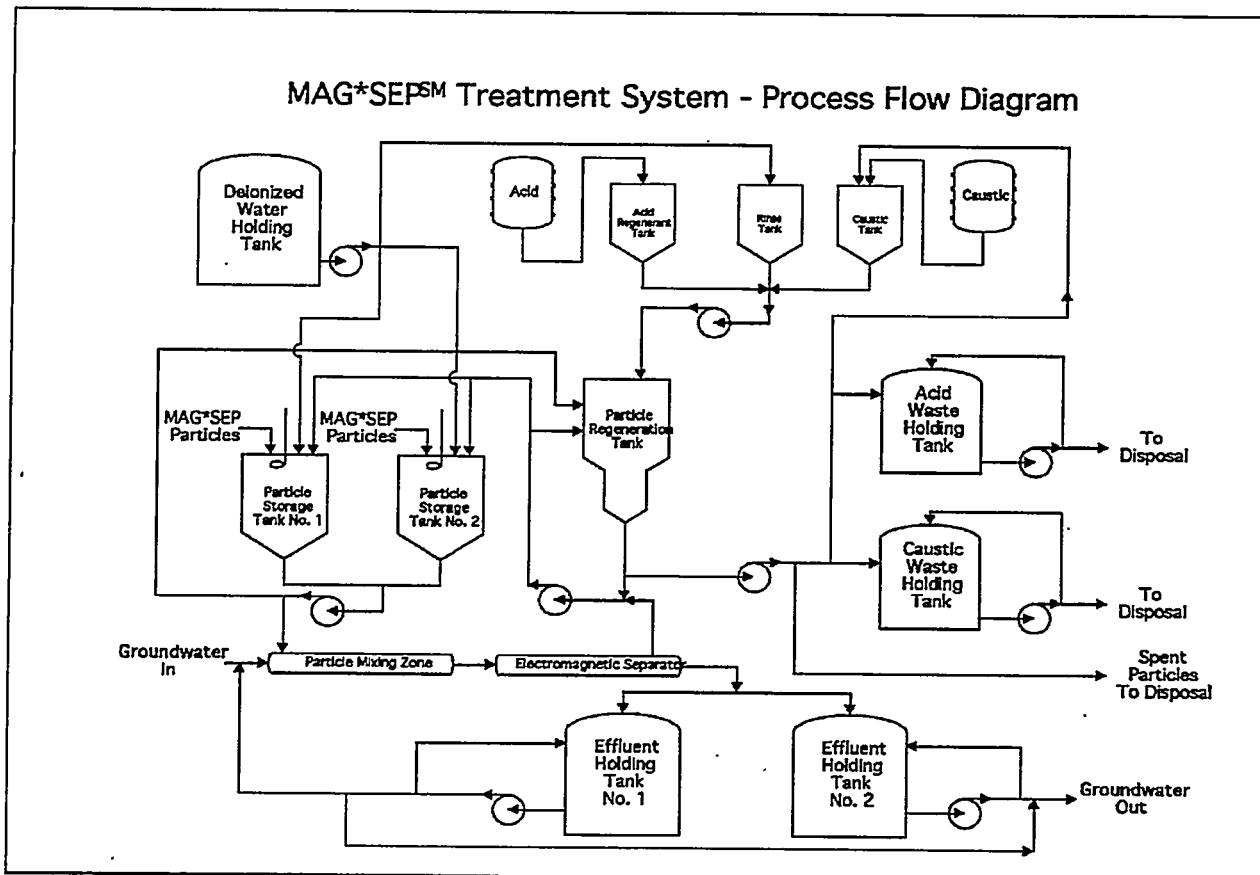 MAG*SEP℠ Treatment System - Process Flow Diagram
Deionized
Water
Holding
Tank
Acid
Acid
Regenerant
Tank
Rinse
Tank
Caustic
Tank
Caustic
MAG*SEP
Particles
MAG*SEP
Particles
Particle
Regeneration
Tank
Acid
Waste
Holding
Tank
To
Disposal
Particle
Storage
Tank No. 1
Particle
Storage
Tank No. 2
Caustic
Waste
Holding
Tank
To
Disposal
Groundwater
In
Particle Mixing Zone
Electromagnetic Separator
Spent
Particles
To Disposal
Effluent
Holding
Tank
No. 1
Effluent
Holding
Tank
No. 2
Groundwater
Out